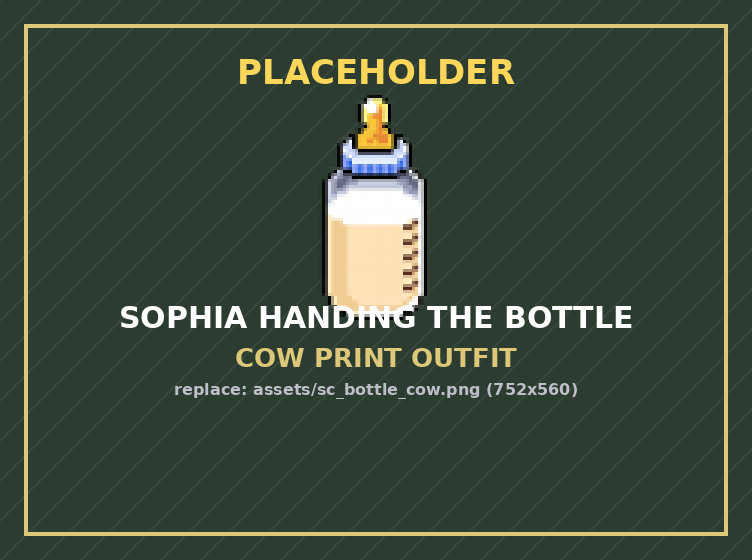 PLACEHOLDER
SOPHIA HANDING THE BOTTLE
COW PRINT OUTFIT
replace: assets/sc_bottle_cow.png (752x560)